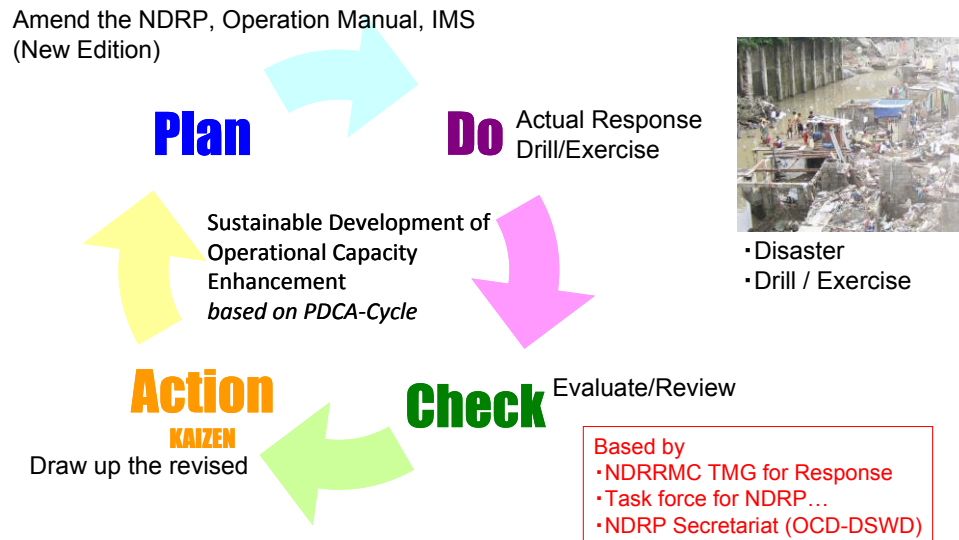 Amend the NDRP, Operation Manual, IMS
(New Edition)
Plan
Do
Actual Response
Drill/Exercise
Sustainable Development of
Operational Capacity
Enhancement
based on PDCA-Cycle
・Disaster
・Drill / Exercise
Action
KAIZEN
Draw up the revised
Check
Evaluate/Review
Based by
・NDRRMC TMG for Response
・Task force for NDRP…
・NDRP Secretariat (OCD-DSWD)